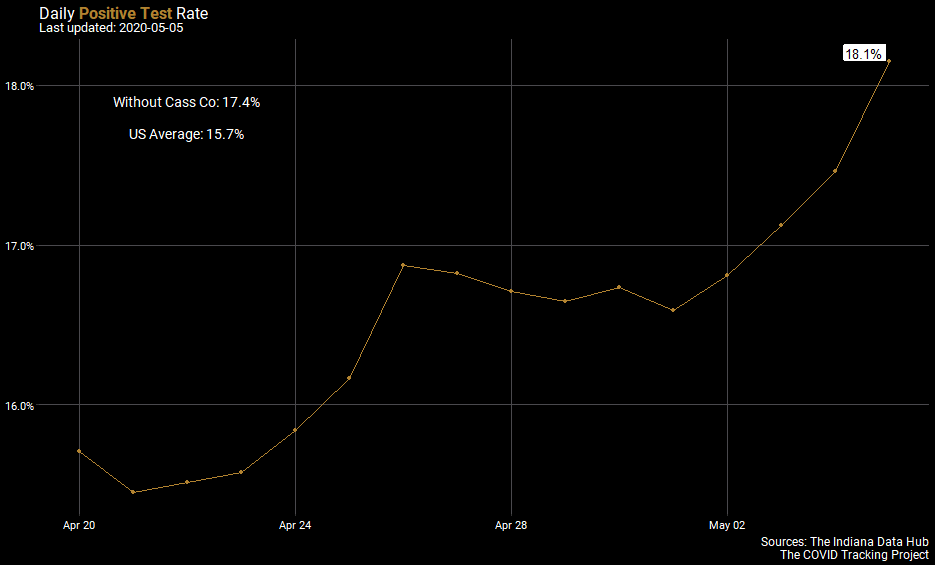 Daily Positive Test Rate
Last updated: 2020-05-05
18.1%
18.0%
Without Cass Co: 17.4%
US Average: 15.7%
17.0%
16.0%
Apr 20
Apr 24
Apr 28
May 02
Sources: The Indiana Data Hub
The COVID Tracking Project